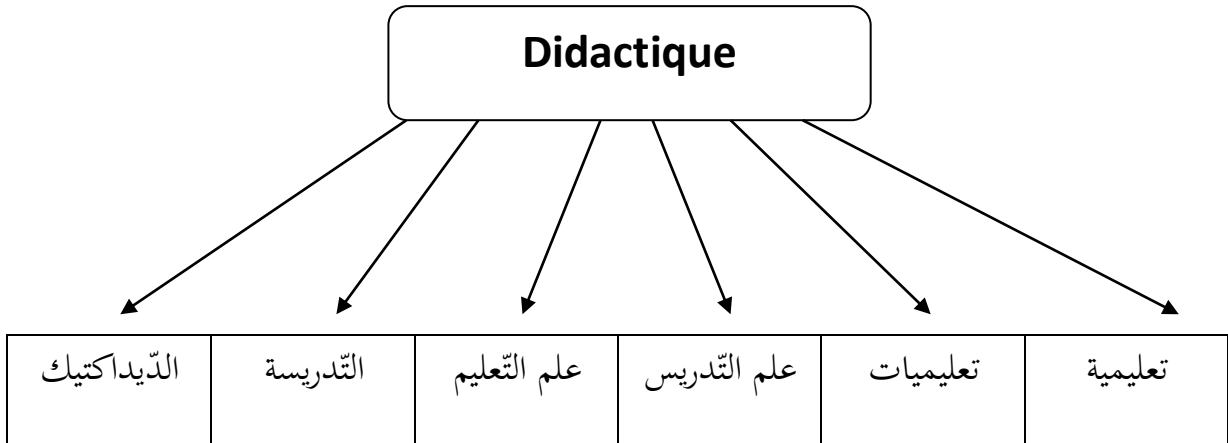 Didactique
تعليمية
تعليميات
علم التّدريس
علم التّعليم
التّدريسة
الدّيداكتيك